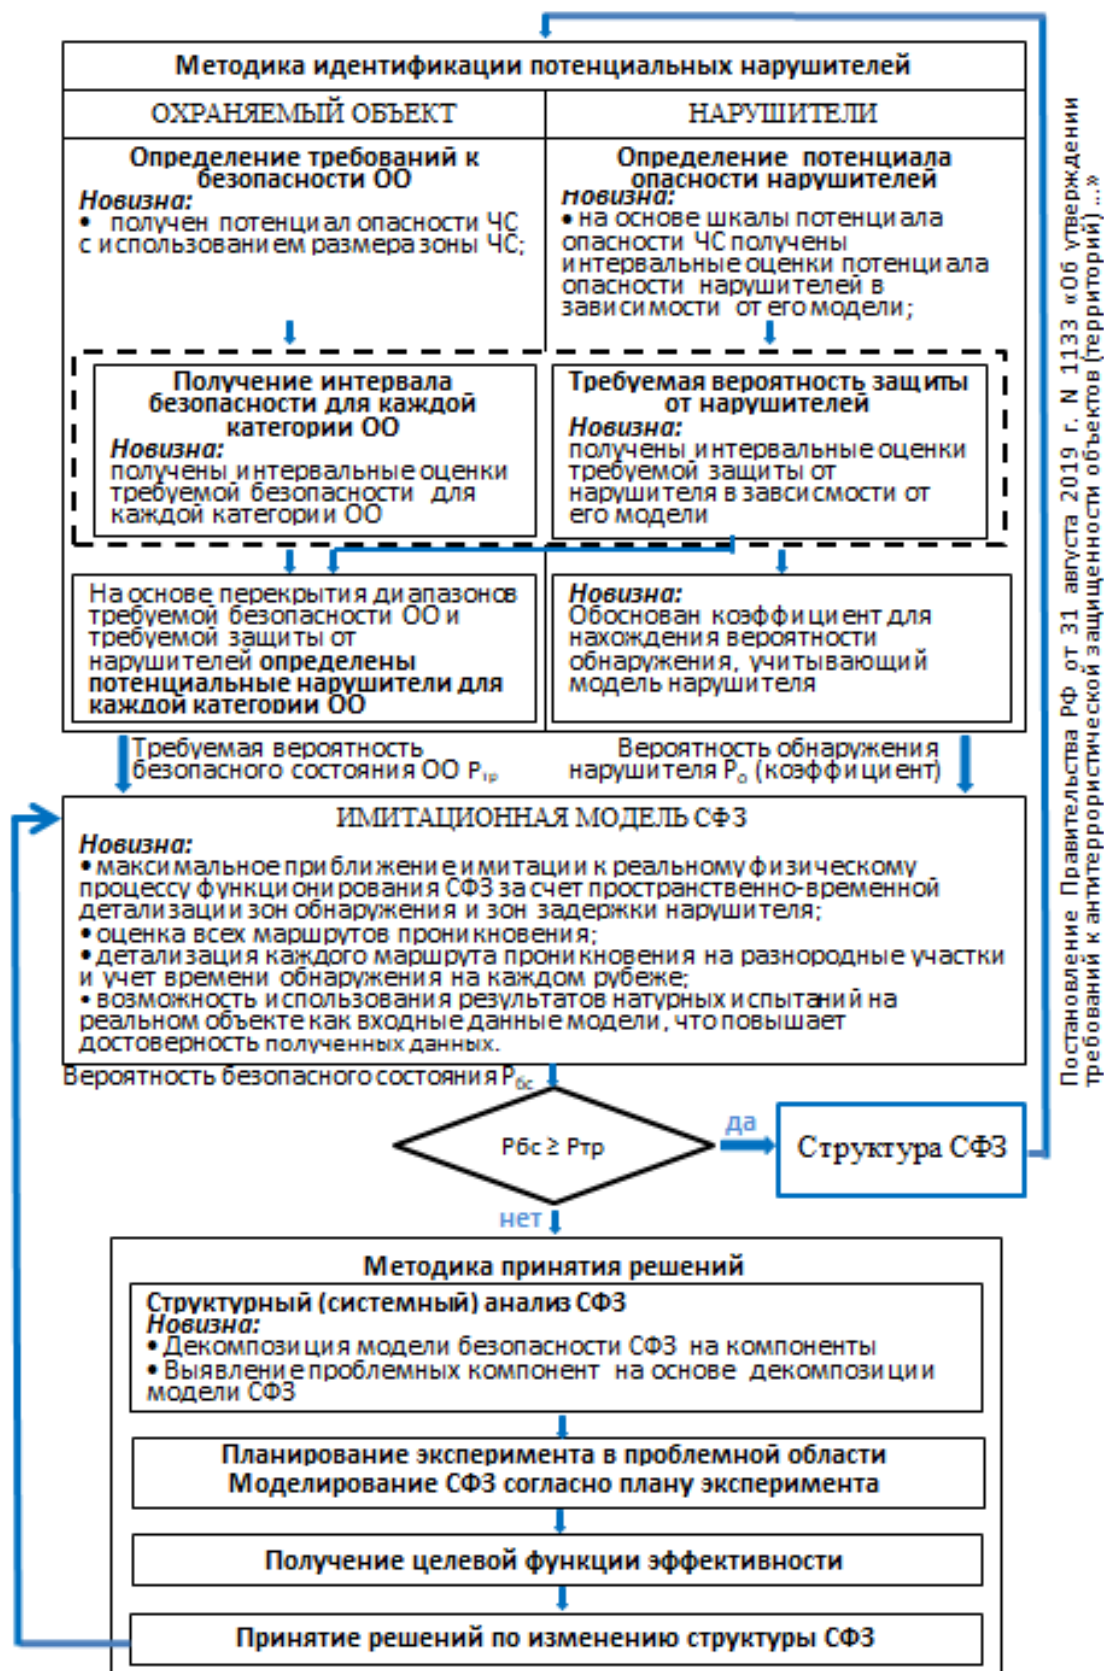 Методика идентификации потенциальных нарушителей
ОХРАНЯЕМЫЙ ОБЪЕКТ
НАРУШИТЕЛИ
Определение требований к
безопасности ОО
Новизна:
• получен потенциал опасности ЧС
с использованием размера зоны ЧС;
Определение потенциала
опасности нарушителей
Новизна:
• на основе шкалы потенциала
опасности ЧС получены
интервальные оценки потенциала
опасности нарушителей в
зависимости от его модели;
Получение интервала
безопасности для каждой
категории ОО
Новизна:
получены интервальные оценки
требуемой безопасности для
каждой категории ОО
Требуемая вероятность защиты
от нарушителей
Новизна:
получены интервальные оценки
требуемой защиты от
нарушителя в зависисмости от
его модели
На основе перекрытия диапазонов
требуемой безопасности ОО и
требуемой защиты от
нарушителей определены
потенциальные нарушители для
каждой категории ОО
Новизна:
Обоснован коэффициент для
нахождения вероятности
обнаружения, учитывающий
модель нарушителя
Требуемая вероятность
безопасного состояния ОО Pтр
Вероятность обнаружения
нарушителя Pо (коэффициент)
ИМИТАЦИОННАЯ МОДЕЛЬ СФЗ
Новизна:
• максимальное приближение имитации к реальному физическому
процессу функционирования СФЗ за счет пространственно-временной
детализации зон обнаружения и зон задержки нарушителя;
• оценка всех маршрутов проникновения;
• детализация каждого маршрута проникновения на разнородные участки
и учет времени обнаружения на каждом рубеже;
• возможность использования результатов натурных испытаний на
реальном объекте как входные данные модели, что повышает
достоверность полученных данных.
Вероятность безопасного состояния Pбс
Pбс ≥ Pтр
да
Структура СФЗ
нет
Методика принятия решений
Структурный (системный) анализ СФЗ
Новизна:
• Декомпозиция модели безопасности СФЗ на компоненты
• Выявление проблемных компонент на основе декомпозиции
модели СФЗ
Планирование эксперимента в проблемной области
Моделирование СФЗ согласно плану эксперимента
Получение целевой функции эффективности
Принятие решений по изменению структуры СФЗ
Постановление Правительства РФ от 31 августа 2019 г. N 1133 «Об утверждении
требований к антитеррористической защищенности объектов (территорий) ...»